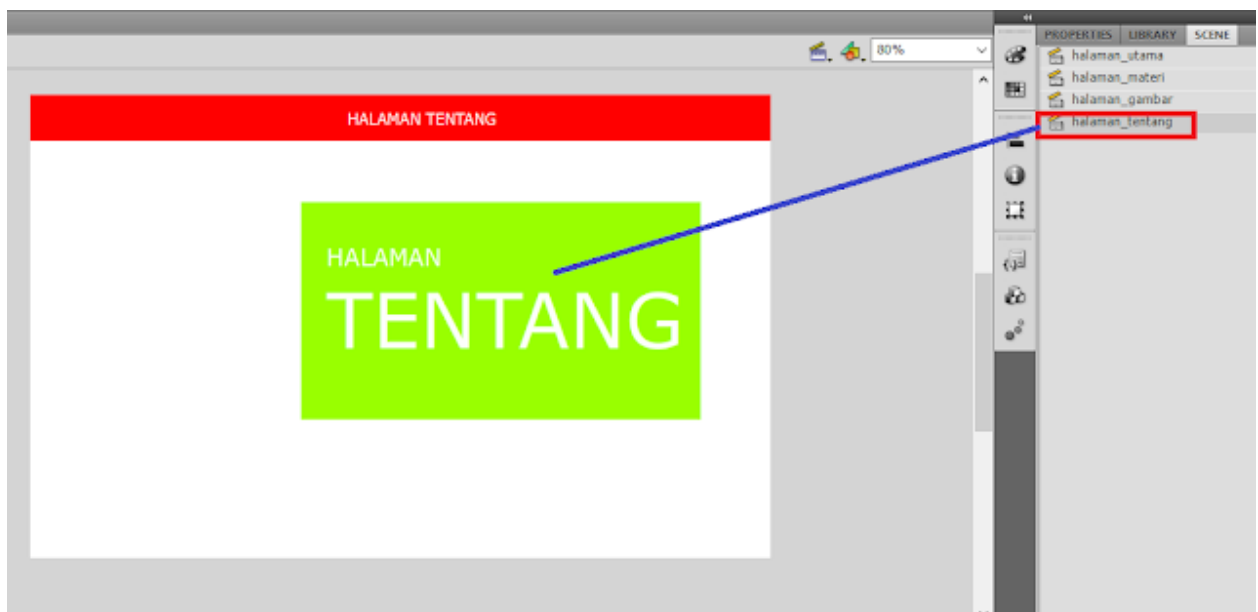 PROPERTIES LIBRARY SCENE
80%
halaman_utama
halaman_materi
halaman_gambar
halaman_tentang
HALAMAN TENTANG
HALAMAN
TENTANG